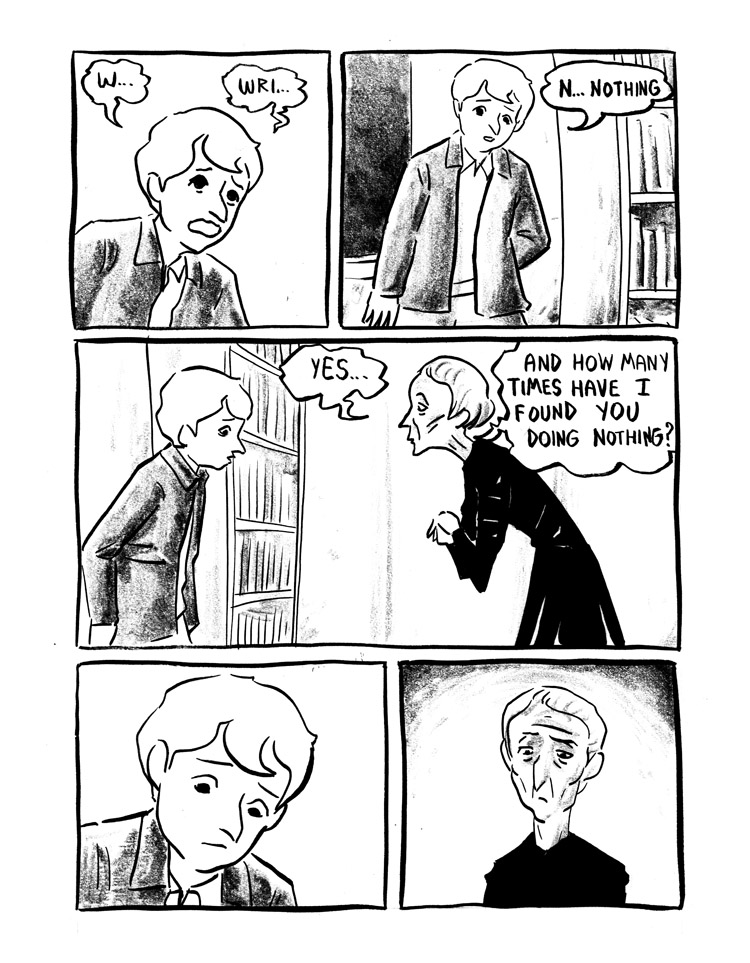 W...
WRI...
N... NOTHING
YES...
AND HOW MANY
TIMES HAVE I
FOUND YOU
DOING NOTHING?